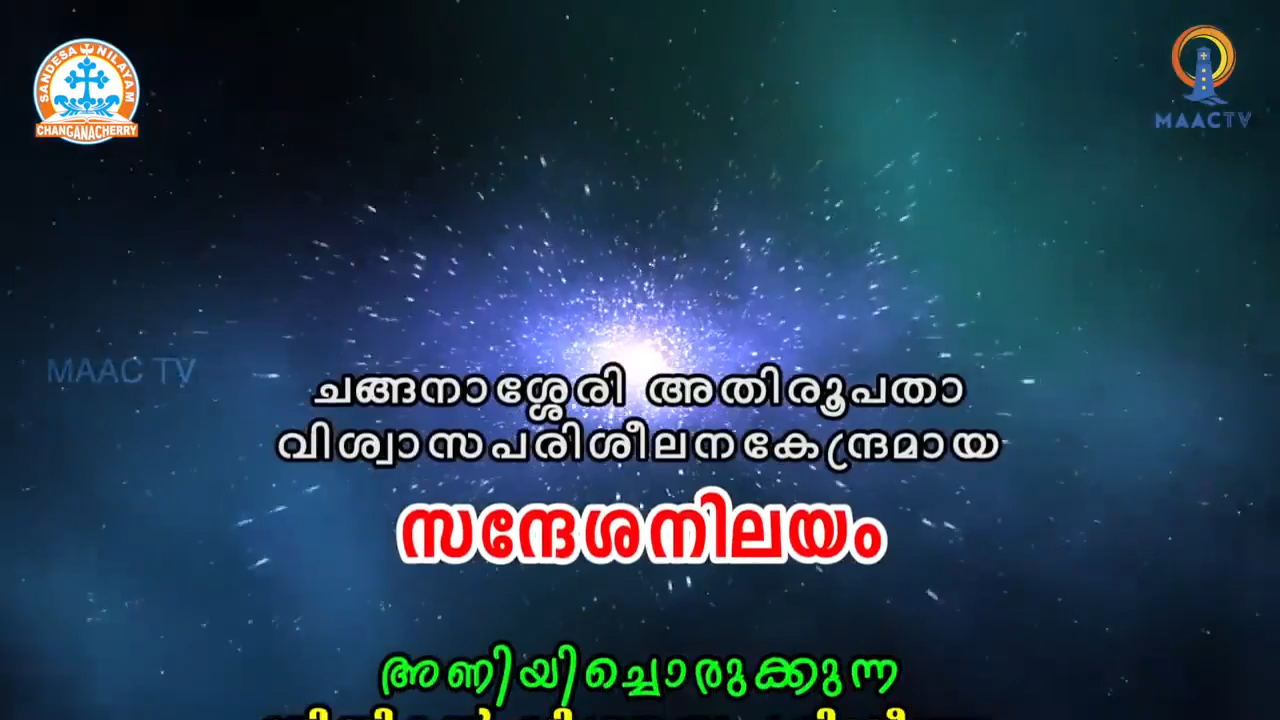 SANDESA NILAYAM
CHANGANACHERRY
MAACTV
MAAC TV
ചങ്ങനാശ്ശേരി അതിരൂപതാ
വിശ്വാസപരിശീലനകേന്ദ്രമായ
സന്ദേശനിലയം
അണിയിച്ചൊരുക്കുന്ന